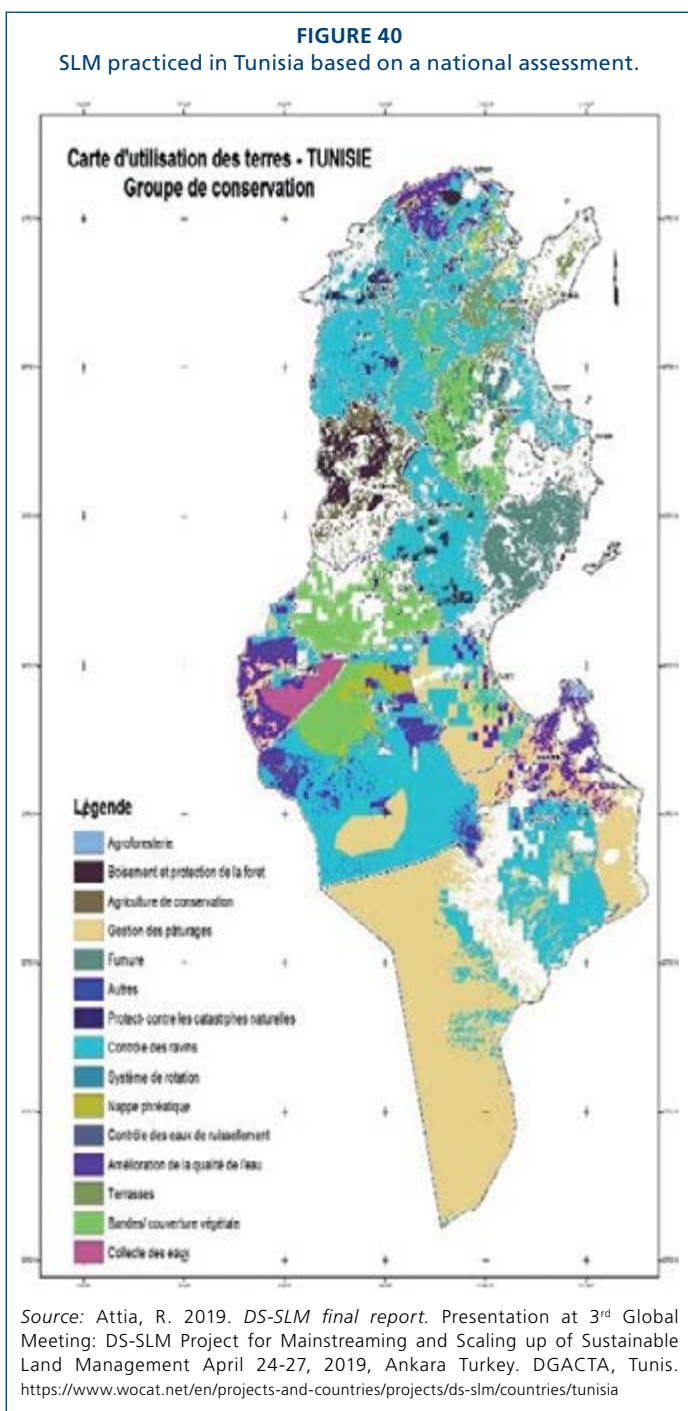 FIGURE 40
SLM practiced in Tunisia based on a national assessment.
Carte d'utilisation des terres - TUNISIE
Groupe de conservation
Légende
Agroforesterie
Boisement et protection de la foret
Agriculture de conservation
Gestion des pâturages
Fumure
Autres
Protect- contre les catastriphes naturelles
Contrôle des ravins
Système de rotation
Nappe phréatique
Contrôle des eaux de ruissellement
Amélioration de la qualité de l'eau
Terrasses
Bandes/ couverture végétale
Collecte des eaux
Source: Attia, R. 2019. DS-SLM final report. Presentation at 3rd Global
Meeting: DS-SLM Project for Mainstreaming and Scaling up of Sustainable
Land Management April 24-27, 2019, Ankara Turkey. DGACTA, Tunis.
https://www.wocat.net/en/projects-and-countries/projects/ds-slm/countries/tunisia